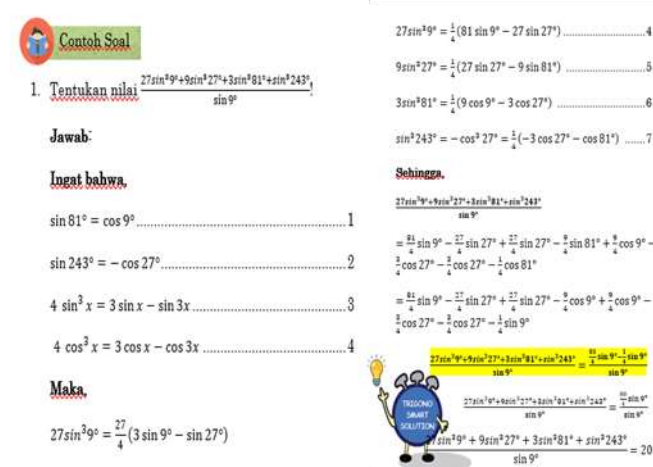 Contoh Soal
1. Tentukan nilai (27sin³9°+9sin³27°+3sin³81°+sin³243°)/(sin 9°)!
Jawab:
Ingat bahwa,
sin 81° = cos 9° ... 1
sin 243° = − cos 27° ... 2
4 sin³ x = 3 sin x − sin 3x ... 3
4 cos³ x = 3 cos x − cos 3x ... 4
Maka,
27sin³9° = 27/4 (3 sin 9° − sin 27°)
27sin³9° = 1/4 (81 sin 9° − 27 sin 27°) ... 4
9sin³27° = 1/4 (27 sin 27° − 9 sin 81°) ... 5
3sin³81° = 1/4 (9 cos 9° − 3 cos 27°) ... 6
sin³243° = − cos³ 27° = 1/4 (−3 cos 27° − cos 81°) ... 7
Sehingga,
(27sin³9°+9sin³27°+3sin³81°+sin³243°)/(sin 9°)
= 81/4 sin 9° − 27/4 sin 27° + 27/4 sin 27° − 9/4 sin 81° + 9/4 cos 9° −
3/4 cos 27° − 3/4 cos 27° − 1/4 cos 81°
= 81/4 sin 9° − 27/4 sin 27° + 27/4 sin 27° − 9/4 cos 9° + 9/4 cos 9° −
3/4 cos 27° − 3/4 cos 27° − 1/4 sin 9°
(27sin³9°+9sin³27°+3sin³81°+sin³243°)/(sin 9°) = (81/4 sin 9° − 1/4 sin 9°)/(sin 9°)
(27sin³9°+9sin³27°+3sin³81°+sin³243°)/(sin 9°) = (80/4 sin 9°)/(sin 9°)
sin³9° + 9sin³27° + 3sin³81° + sin³243°/(sin 9°) = 20
TRIGONO
SMART
SOLUTION